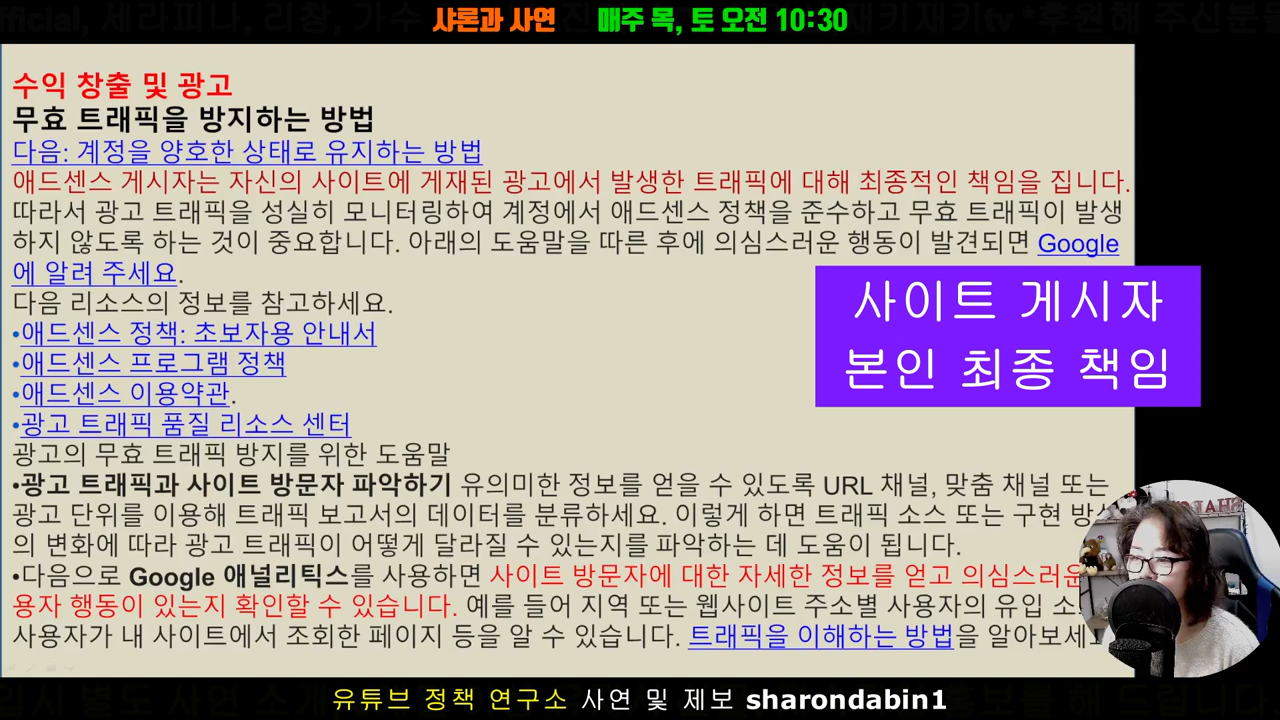 샤론과 사연 매주 목, 토 오전 10:30
수익 창출 및 광고
무효 트래픽을 방지하는 방법
다음: 계정을 양호한 상태로 유지하는 방법
애드센스 게시자는 자신의 사이트에 게재된 광고에서 발생한 트래픽에 대해 최종적인 책임을 집니다.
따라서 광고 트래픽을 성실히 모니터링하여 계정에서 애드센스 정책을 준수하고 무효 트래픽이 발생
하지 않도록 하는 것이 중요합니다. 아래의 도움말을 따른 후에 의심스러운 행동이 발견되면 Google
에 알려 주세요.
다음 리소스의 정보를 참고하세요.
•애드센스 정책: 초보자용 안내서
•애드센스 프로그램 정책
•애드센스 이용약관.
•광고 트래픽 품질 리소스 센터
사이트 게시자
본인 최종 책임
광고의 무효 트래픽 방지를 위한 도움말
•광고 트래픽과 사이트 방문자 파악하기 유의미한 정보를 얻을 수 있도록 URL 채널, 맞춤 채널 또는
광고 단위를 이용해 트래픽 보고서의 데이터를 분류하세요. 이렇게 하면 트래픽 소스 또는 구현
의 변화에 따라 광고 트래픽이 어떻게 달라질 수 있는지를 파악하는 데 도움이 됩니다.
•다음으로 Google 애널리틱스를 사용하면 사이트 방문자에 대한 자세한 정보를 얻고 의심스러운
용자 행동이 있는지 확인할 수 있습니다. 예를 들어 지역 또는 웹사이트 주소별 사용자의 유입
사용자가 내 사이트에서 조회한 페이지 등을 알 수 있습니다. 트래픽을 이해하는 방법을 알아보세
유튜브 정책 연구소 사연 및 제보 sharondabin1